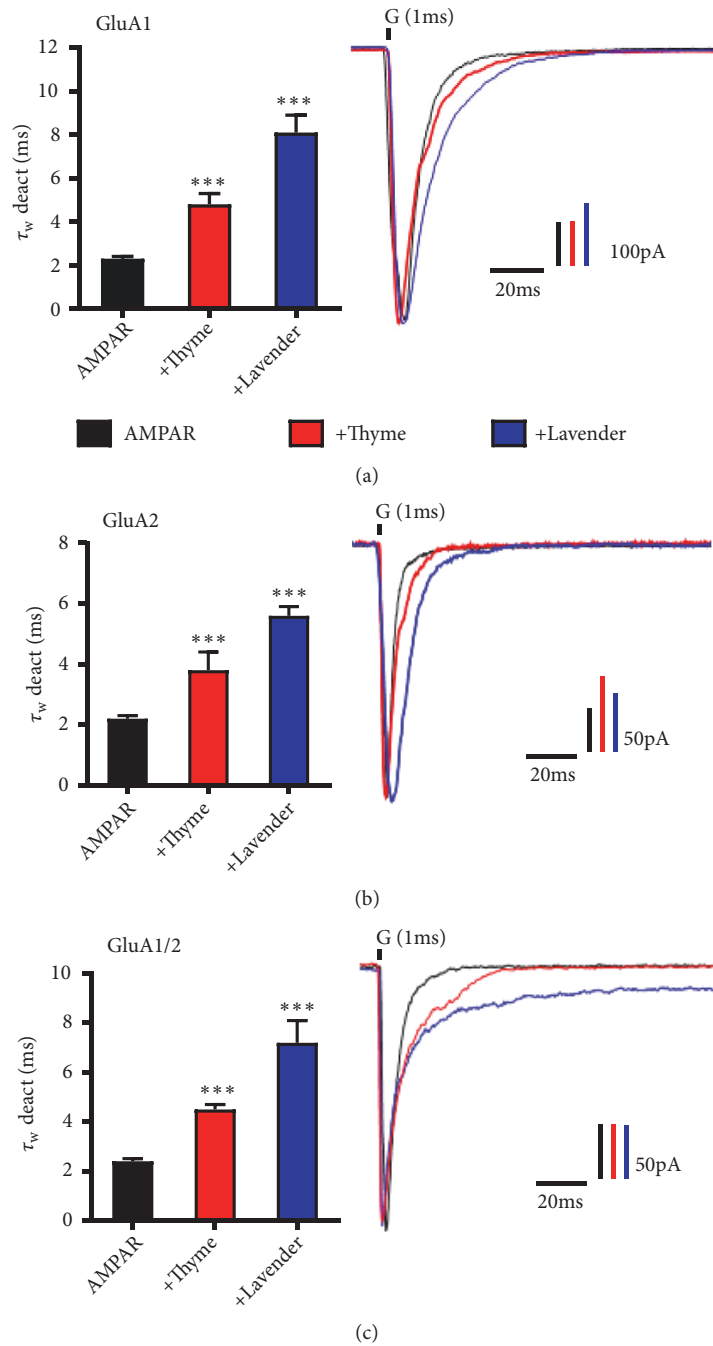 GluA1
G (1ms)
12
10
8
6
4
2
0
τw deact (ms)
***
***
AMPAR
+Thyme
+Lavender
100pA
20ms
AMPAR
+Thyme
+Lavender
(a)
GluA2
G (1ms)
8
6
4
2
0
τw deact (ms)
***
***
AMPAR
+Thyme
+Lavender
50pA
20ms
(b)
GluA1/2
G (1ms)
10
8
6
4
2
0
τw deact (ms)
***
***
AMPAR
+Thyme
+Lavender
50pA
20ms
(c)